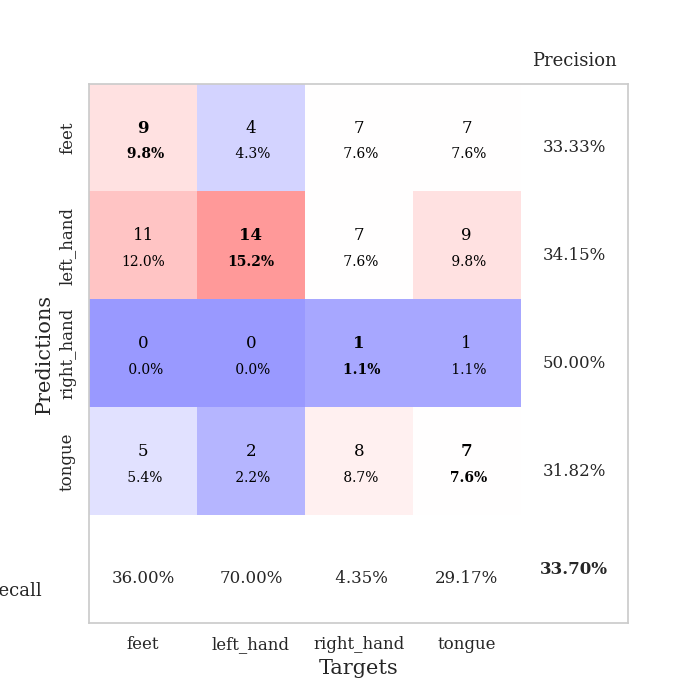 Precision
feet
9 4 7 7
9.8% 4.3% 7.6% 7.6%
33.33%
left_hand
11 14 7 9
12.0% 15.2% 7.6% 9.8%
34.15%
Predictions
right_hand
0 0 1 1
0.0% 0.0% 1.1% 1.1%
50.00%
tongue
5 2 8 7
5.4% 2.2% 8.7% 7.6%
31.82%
ecall
36.00% 70.00% 4.35% 29.17% 33.70%
feet left_hand right_hand tongue
Targets